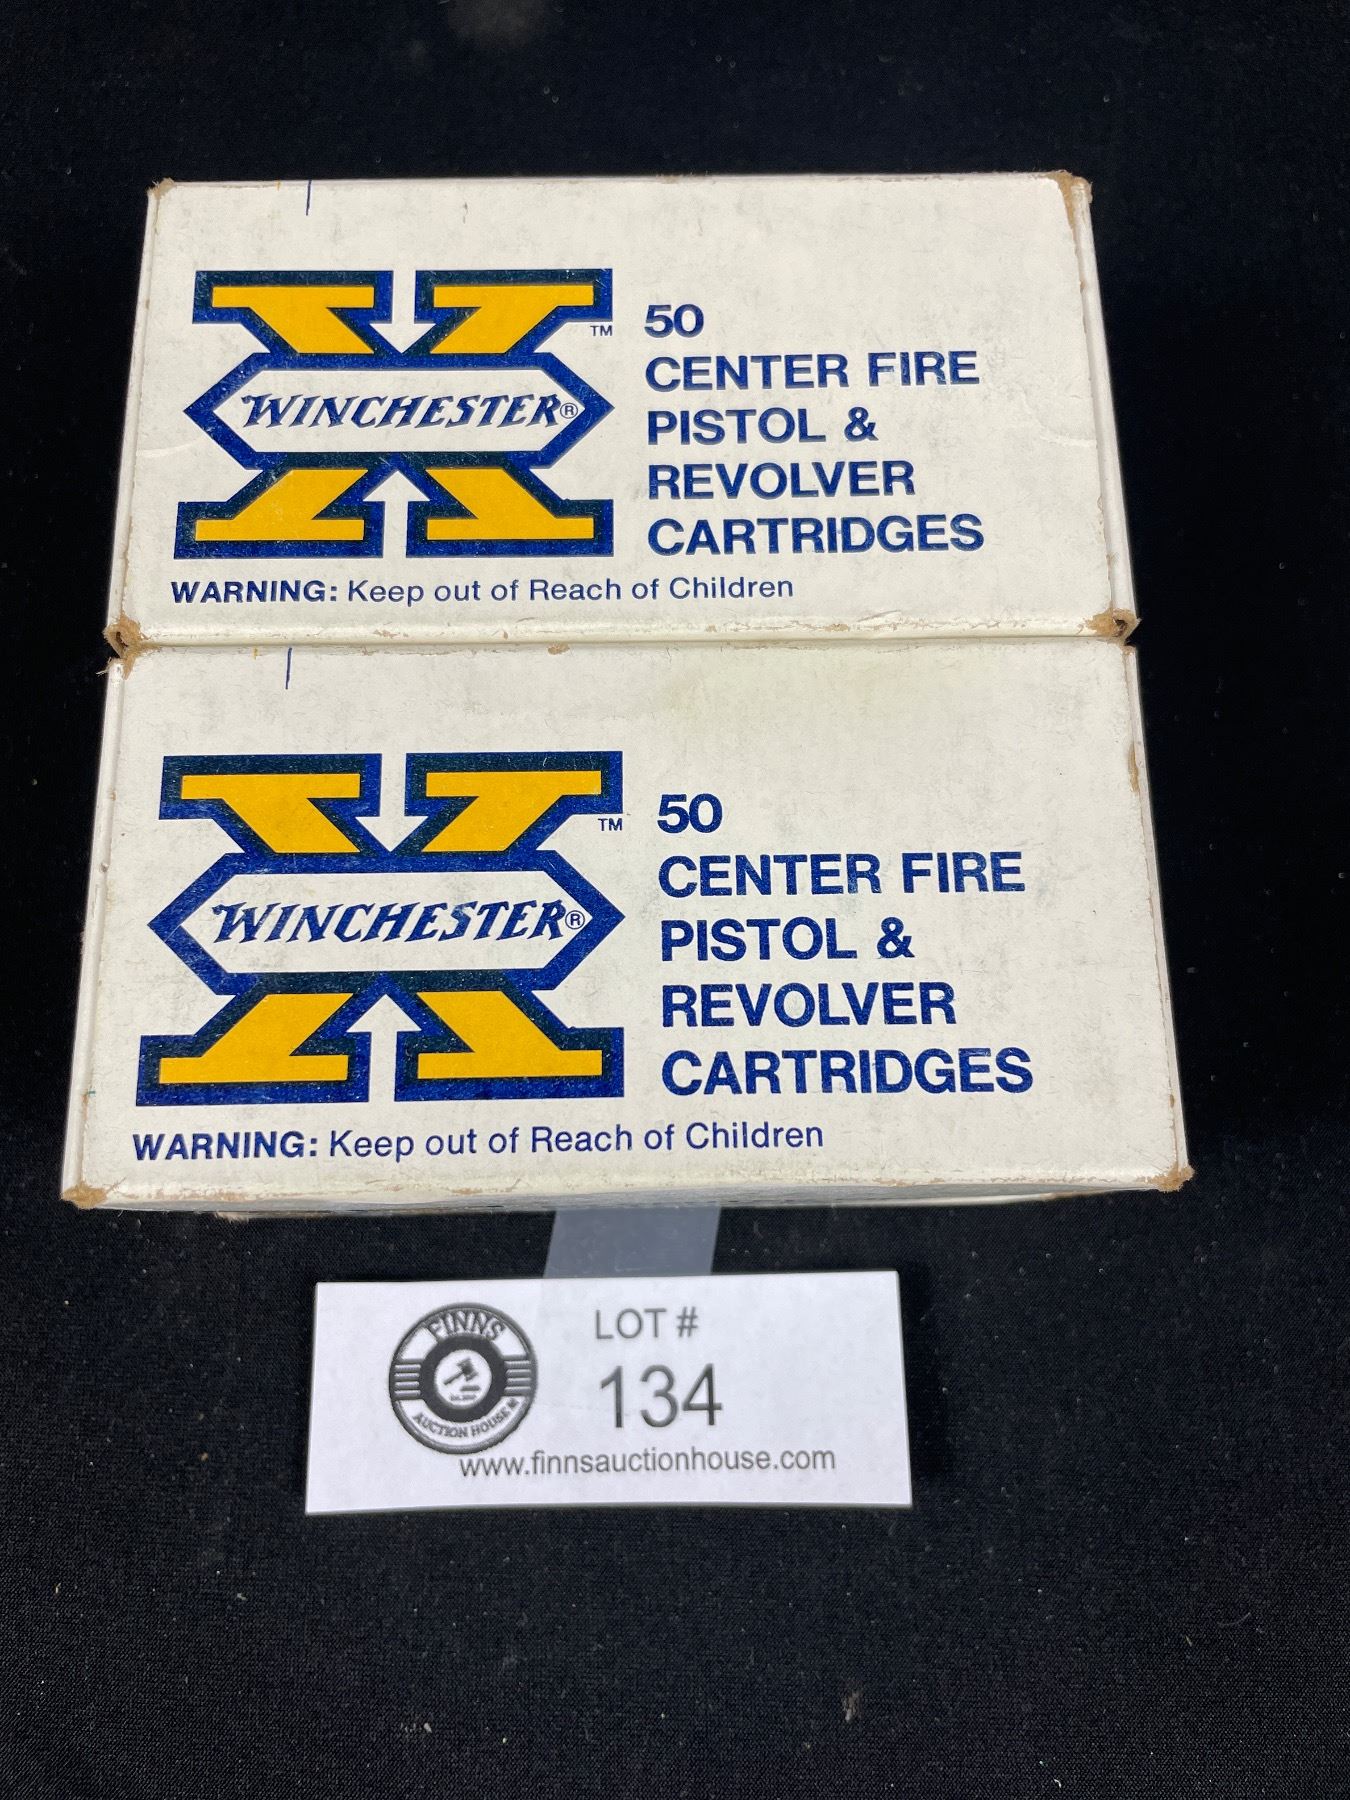 50
CENTER FIRE
PISTOL &
REVOLVER
CARTRIDGES
TM
WINCHESTER®
WARNING: Keep out of Reach of Children
50
CENTER FIRE
PISTOL &
REVOLVER
CARTRIDGES
TM
WINCHESTER®
WARNING: Keep out of Reach of Children
FINNS
AUCTION HOUSE
LOT #
134
www.finnsauctionhouse.com